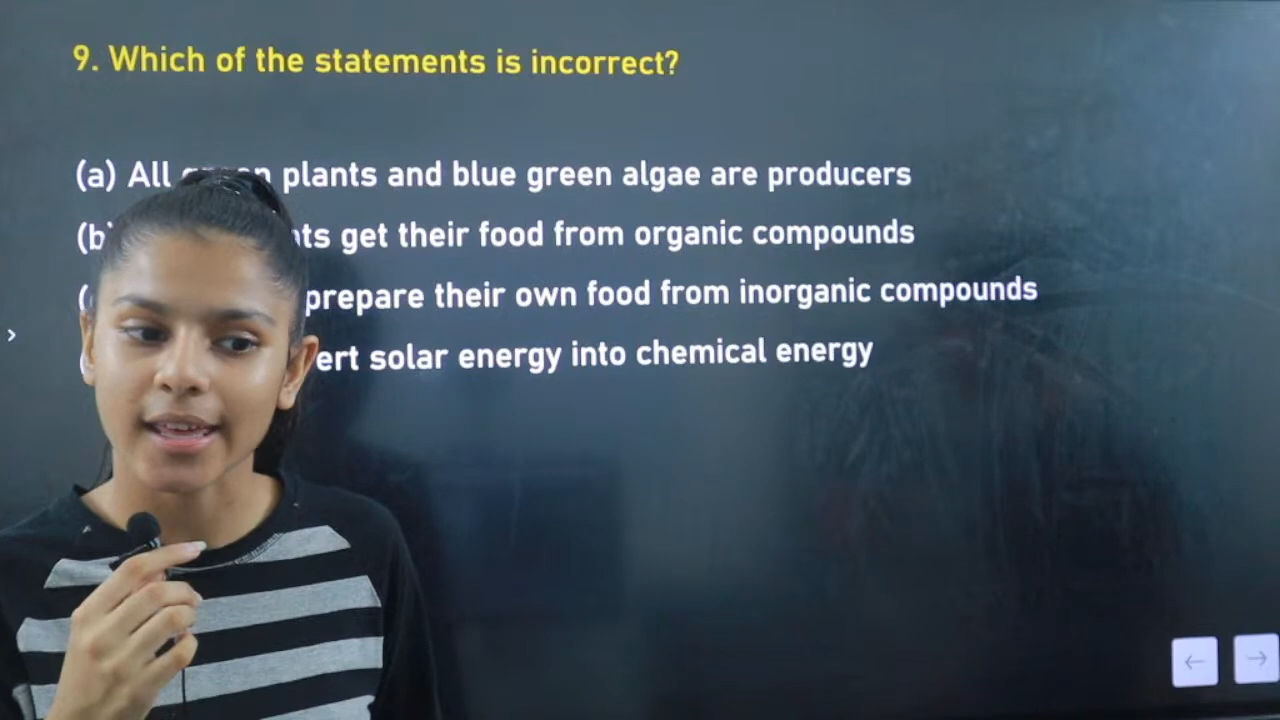 9. Which of the statements is incorrect?
(a) All plants and blue green algae are producers
(b) get their food from organic compounds
prepare their own food from inorganic compounds
solar energy into chemical energy